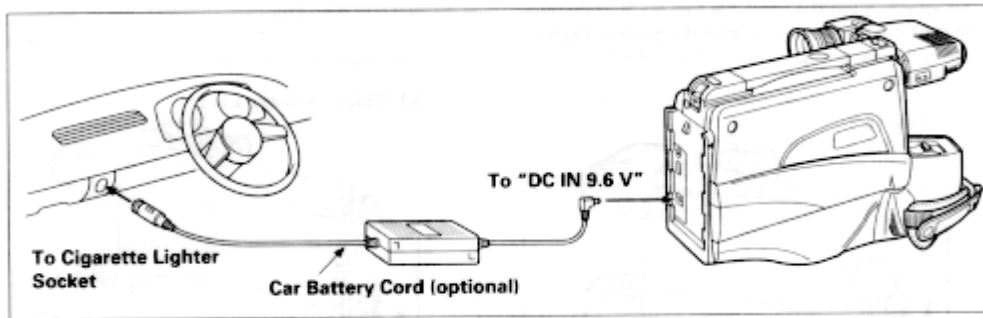 To "DC IN 9.6 V"
To Cigarette Lighter
Socket
Car Battery Cord (optional)